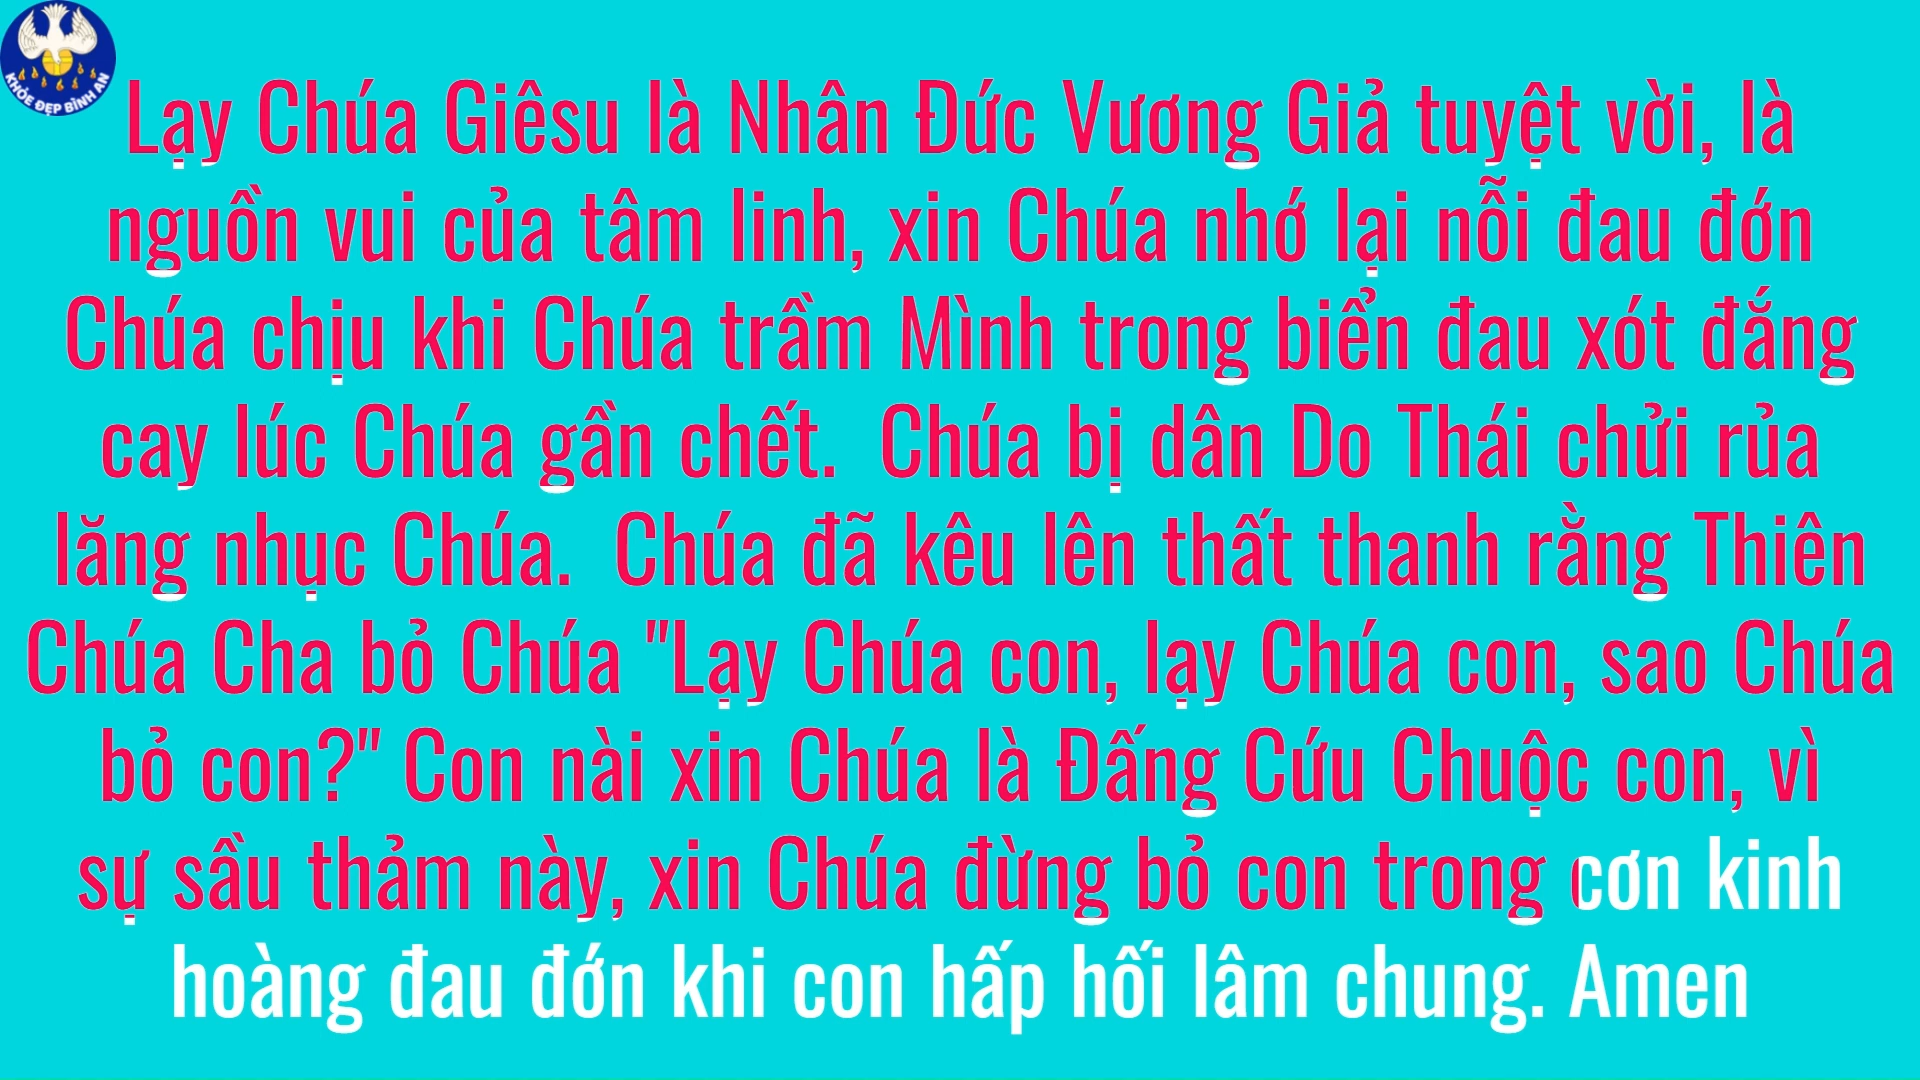 KHỎE ĐẸP BÌNH AN
Lạy Chúa Giêsu là Nhân Đức Vương Giả tuyệt vời, là
nguồn vui của tâm linh, xin Chúa nhớ lại nỗi đau đớn
Chúa chịu khi Chúa trầm Mình trong biển đau xót đắng
cay lúc Chúa gần chết.  Chúa bị dân Do Thái chửi rủa
lăng nhục Chúa.  Chúa đã kêu lên thất thanh rằng Thiên
Chúa Cha bỏ Chúa "Lạy Chúa con, lạy Chúa con, sao Chúa
bỏ con?" Con nài xin Chúa là Đấng Cứu Chuộc con, vì
sự sầu thảm này, xin Chúa đừng bỏ con trong cơn kinh
hoàng đau đớn khi con hấp hối lâm chung. Amen